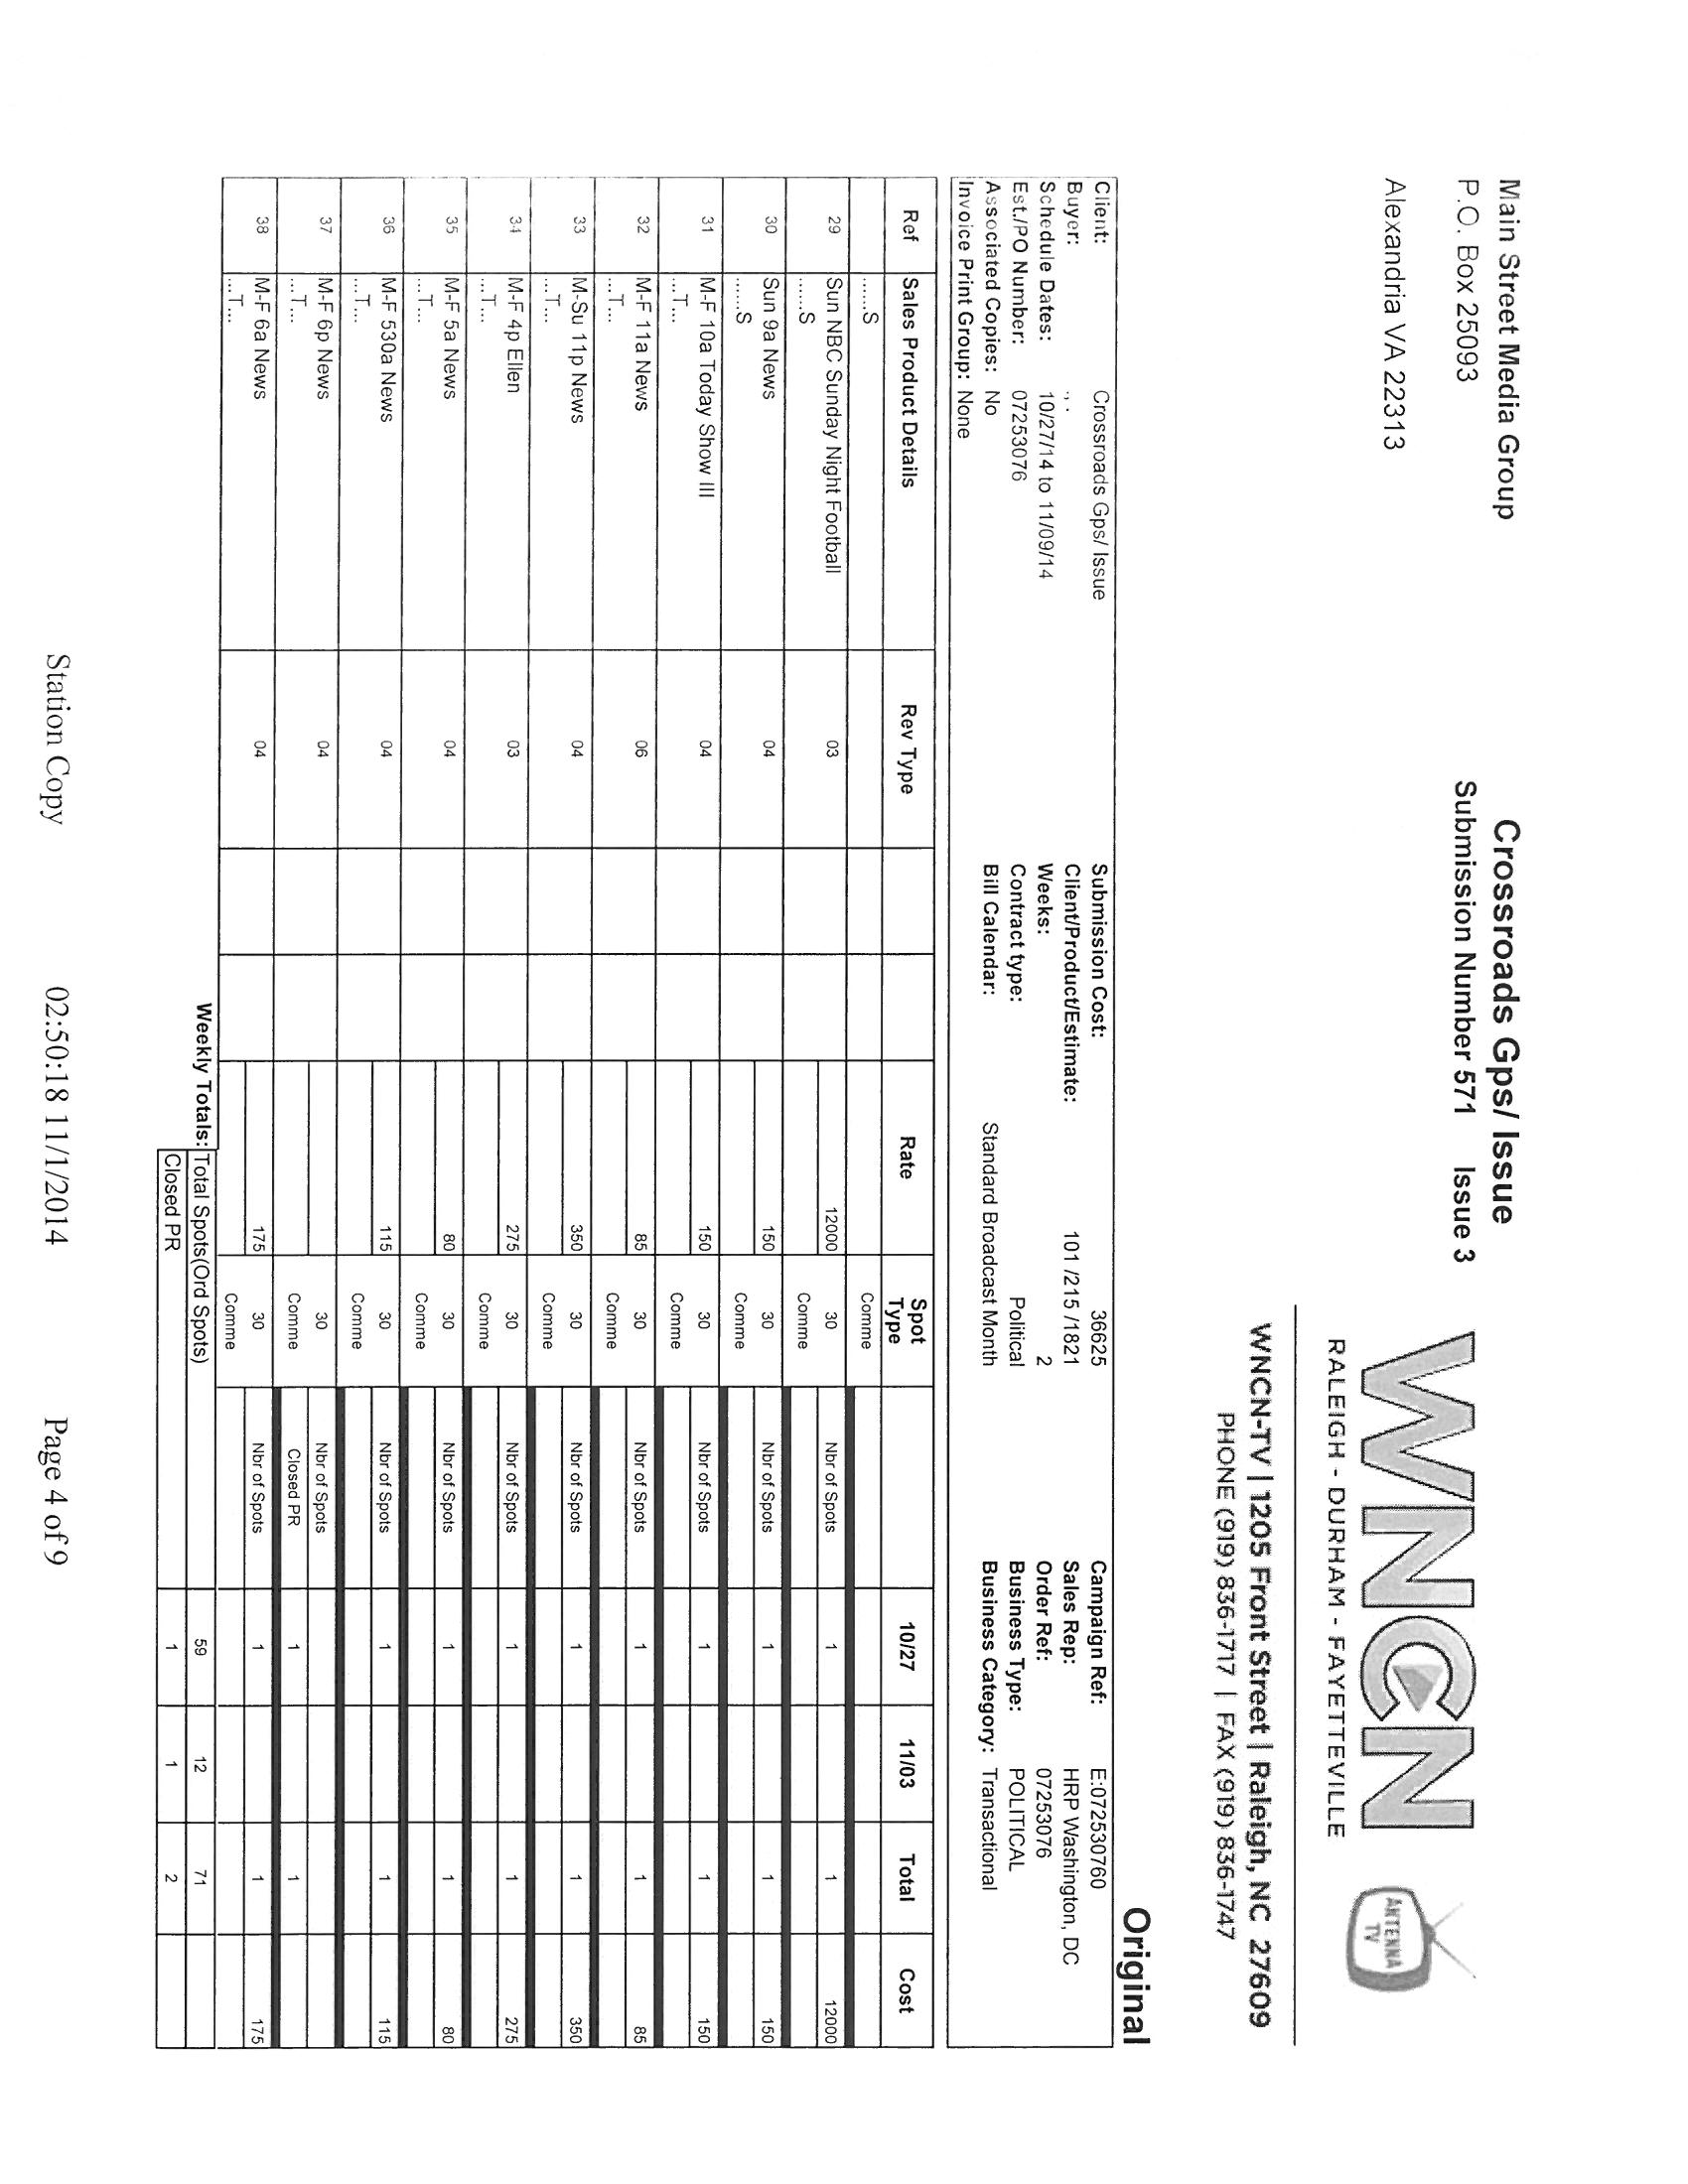 Main Street Media Group
P.O. Box 25093
Alexandria VA 22313
Crossroads Gps/ Issue
Submission Number 571 Issue 3
WNCN
RALEIGH - DURHAM - FAYETTEVILLE
ANTENNA
TV
WNCN-TV | 1205 Front Street | Raleigh, NC 27609
PHONE (919) 836-1717 | FAX (919) 836-1747
Original
Client: Crossroads Gps/ Issue Submission Cost: 36625 Campaign Ref: E:072530760
Buyer: ., . Client/Product/Estimate: 101 /215 /1821 Sales Rep: HRP Washington, DC
Schedule Dates: 10/27/14 to 11/09/14 Weeks: 2 Order Ref: 07253076
Est./PO Number: 07253076 Contract type: Political Business Type: POLITICAL
Associated Copies: No Bill Calendar: Standard Broadcast Month Business Category: Transactional
Invoice Print Group: None
Ref Sales Product Details Rev Type Rate Spot Type 10/27 11/03 Total Cost
......S Comme
29 Sun NBC Sunday Night Football 03 12000 30 Nbr of Spots 1 1 12000
......S Comme
30 Sun 9a News 04 150 30 Nbr of Spots 1 1 150
......S Comme
31 M-F 10a Today Show III 04 150 30 Nbr of Spots 1 1 150
...T... Comme
32 M-F 11a News 06 85 30 Nbr of Spots 1 1 85
...T... Comme
33 M-Su 11p News 04 350 30 Nbr of Spots 1 1 350
...T... Comme
34 M-F 4p Ellen 03 275 30 Nbr of Spots 1 1 275
...T... Comme
35 M-F 5a News 04 80 30 Nbr of Spots 1 1 80
...T... Comme
36 M-F 530a News 04 115 30 Nbr of Spots 1 1 115
...T... Comme
37 M-F 6p News 04 30 Nbr of Spots
...T... Comme Closed PR 1 1
38 M-F 6a News 04 175 30 Nbr of Spots 1 1 175
...T... Comme
Weekly Totals: Total Spots(Ord Spots) 59 12 71
Closed PR 1 1 2
Station Copy 02:50:18 11/1/2014 Page 4 of 9